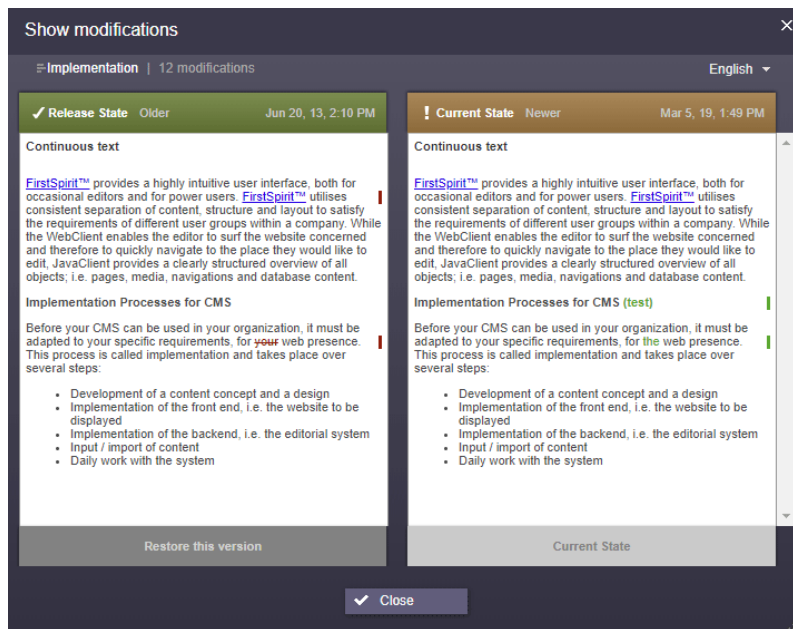 Show modifications
Implementation | 12 modifications
English
Release State Older Jun 20, 13, 2:10 PM
Continuous text
FirstSpirit™ provides a highly intuitive user interface, both for
occasional editors and for power users. FirstSpirit™ utilises
consistent separation of content, structure and layout to satisfy
the requirements of different user groups within a company. While
the WebClient enables the editor to surf the website concerned
and therefore to quickly navigate to the place they would like to
edit, JavaClient provides a clearly structured overview of all
objects; i.e. pages, media, navigations and database content.
Implementation Processes for CMS
Before your CMS can be used in your organization, it must be
adapted to your specific requirements, for your web presence.
This process is called implementation and takes place over
several steps:
• Development of a content concept and a design
• Implementation of the front end, i.e. the website to be
displayed
• Implementation of the backend, i.e. the editorial system
• Input / import of content
• Daily work with the system
Restore this version
! Current State Newer Mar 5, 19, 1:49 PM
Continuous text
FirstSpirit™ provides a highly intuitive user interface, both for
occasional editors and for power users. FirstSpirit™ utilises
consistent separation of content, structure and layout to satisfy
the requirements of different user groups within a company. While
the WebClient enables the editor to surf the website concerned
and therefore to quickly navigate to the place they would like to
edit, JavaClient provides a clearly structured overview of all
objects; i.e. pages, media, navigations and database content.
Implementation Processes for CMS (test)
Before your CMS can be used in your organization, it must be
adapted to your specific requirements, for the web presence.
This process is called implementation and takes place over
several steps:
• Development of a content concept and a design
• Implementation of the front end, i.e. the website to be
displayed
• Implementation of the backend, i.e. the editorial system
• Input / import of content
• Daily work with the system
Current State
Close